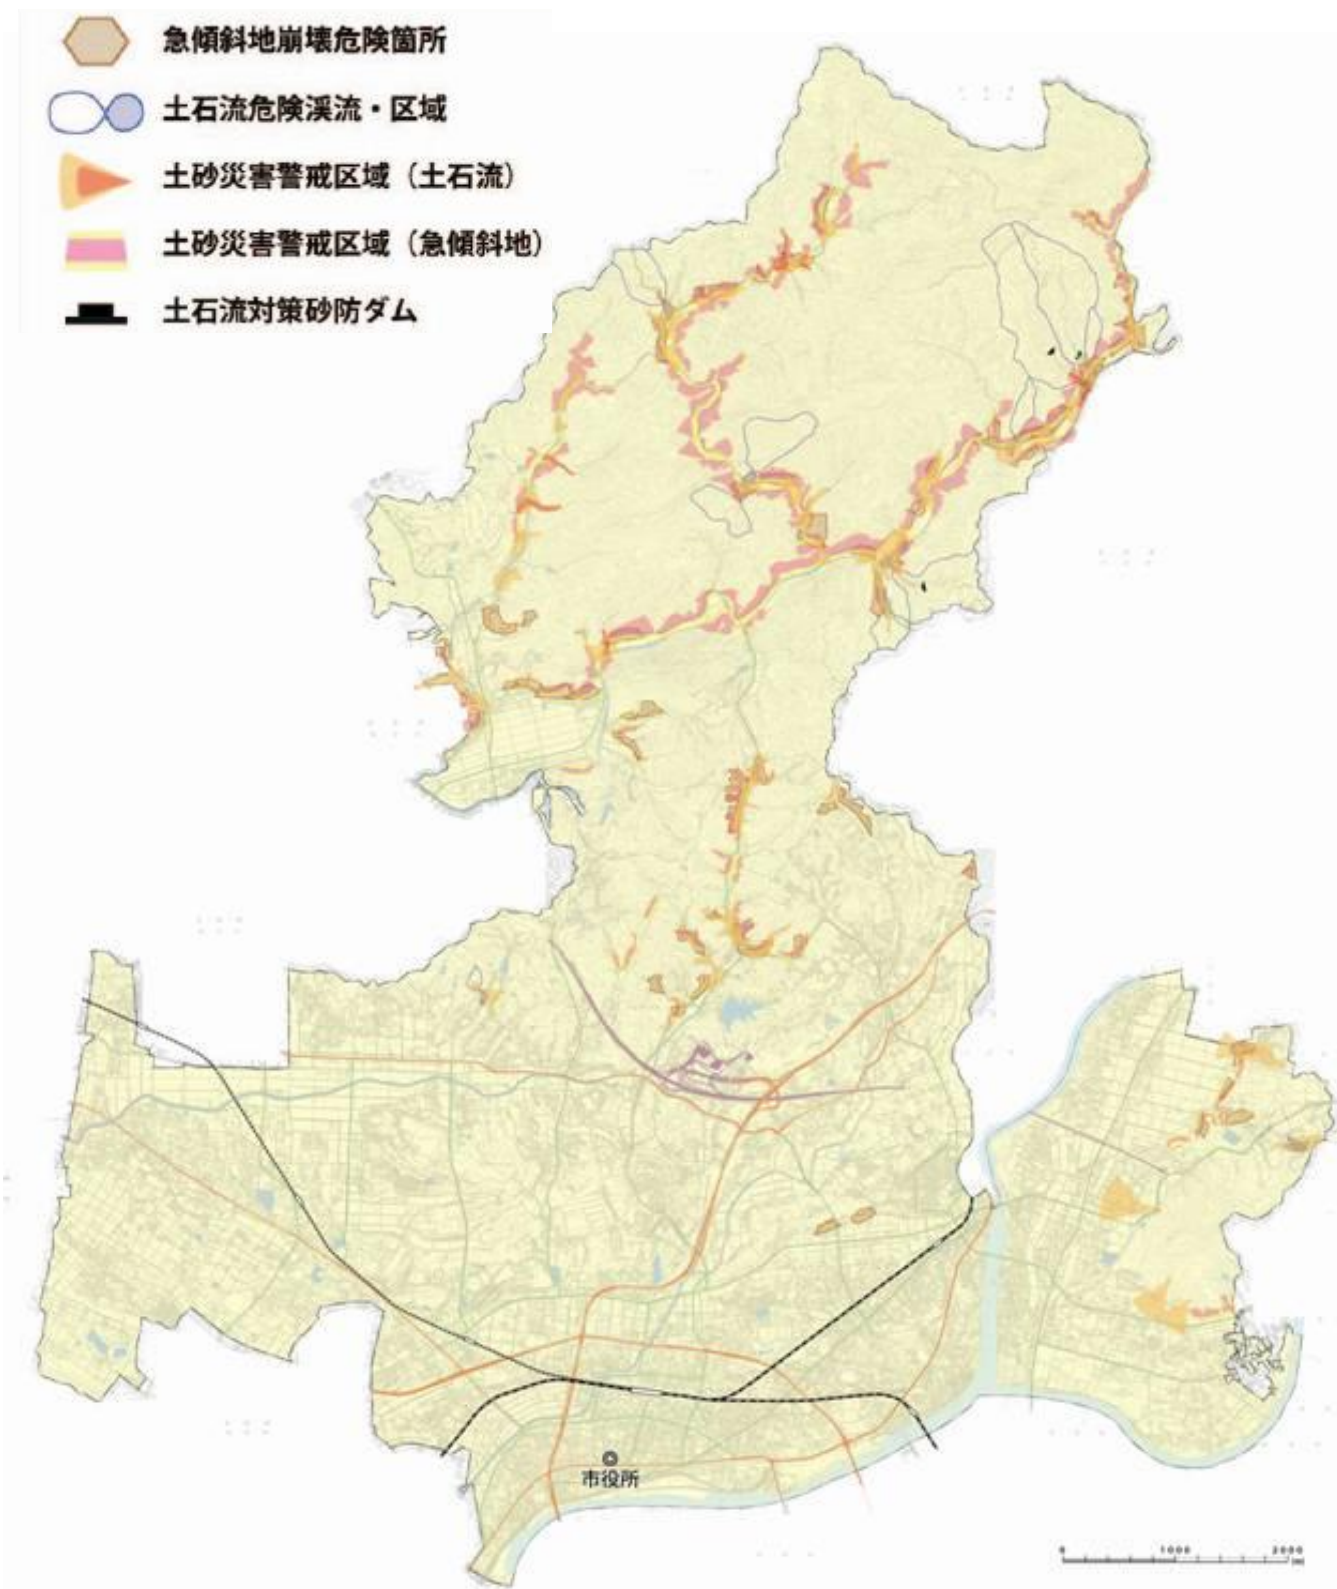 急傾斜地崩壊危険箇所
土石流危険渓流・区域
土砂災害警戒区域（土石流）
土砂災害警戒区域（急傾斜地）
土石流対策砂防ダム
市役所
0 1000 2000
(m)